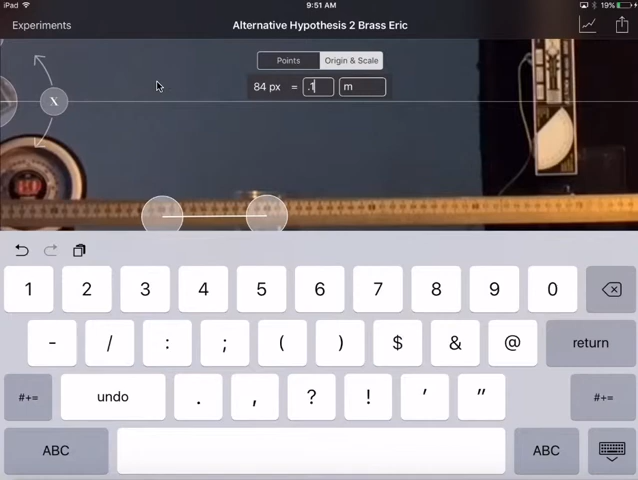 iPad 9:51 AM 19%
Experiments Alternative Hypothesis 2 Brass Eric
Points Origin & Scale
84 px = .1 m
X
1 2 3 4 5 6 7 8 9 0
- / : ; ( ) $ & @ return
#+= undo . , ? ! ' " #+=
ABC ABC